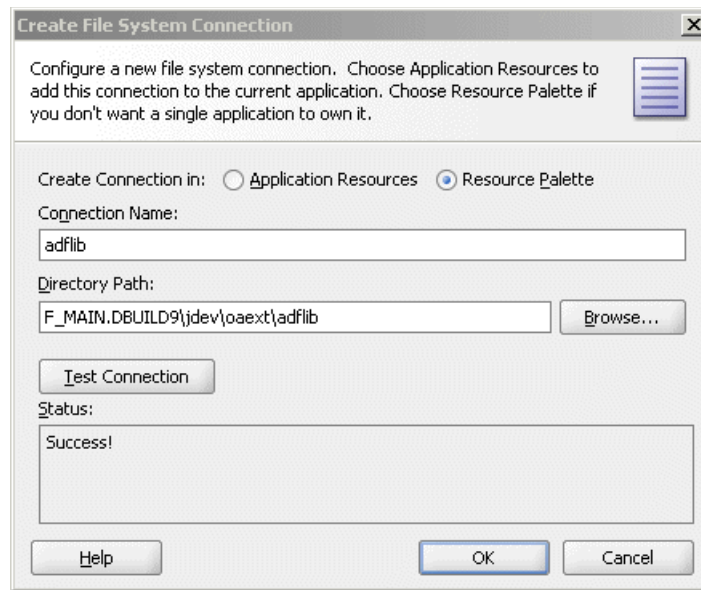 Create File System Connection
Configure a new file system connection. Choose Application Resources to
add this connection to the current application. Choose Resource Palette if
you don't want a single application to own it.
Create Connection in: Application Resources Resource Palette
Connection Name:
adflib
Directory Path:
F_MAIN.DBUILD9\jdev\oaext\adflib Browse...
Test Connection
Status:
Success!
Help OK Cancel